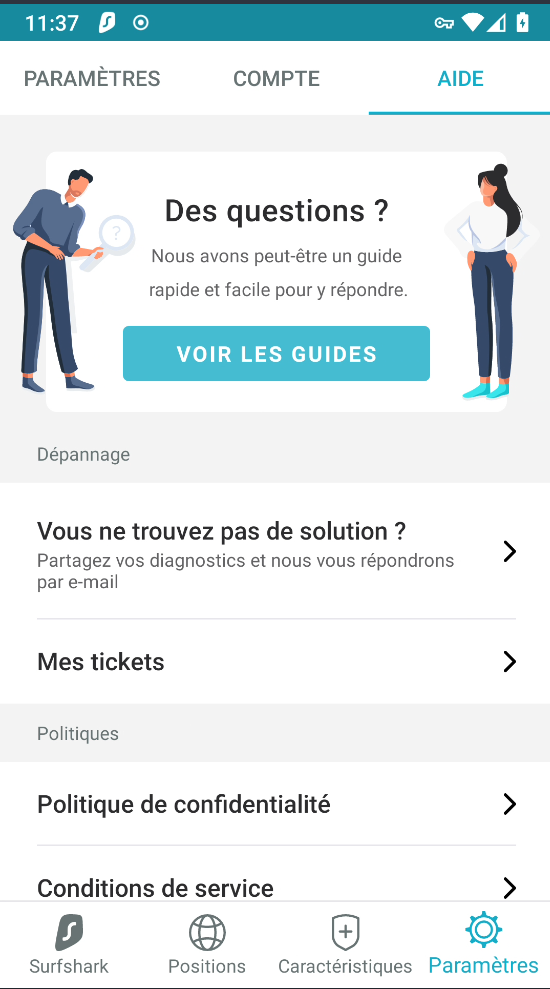 11:37
PARAMÈTRES COMPTE AIDE
Des questions ?
Nous avons peut-être un guide
rapide et facile pour y répondre.
VOIR LES GUIDES
Dépannage
Vous ne trouvez pas de solution ?
Partagez vos diagnostics et nous vous répondrons
par e-mail
Mes tickets
Politiques
Politique de confidentialité
Conditions de service
Surfshark Positions Caractéristiques Paramètres